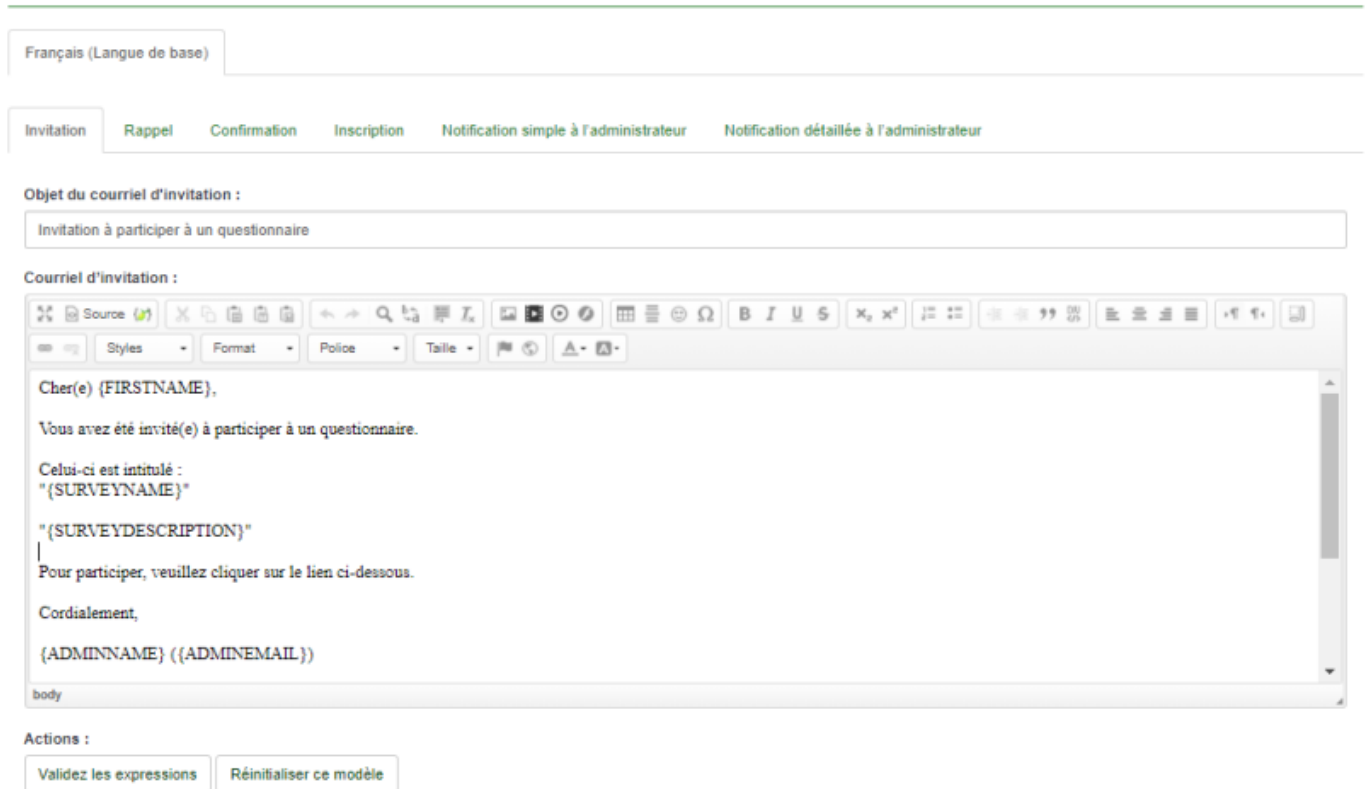 Français (Langue de base)
Invitation Rappel Confirmation Inscription Notification simple à l'administrateur Notification détaillée à l'administrateur
Objet du courriel d'invitation :
Invitation à participer à un questionnaire
Courriel d'invitation :
Source
Styles Format Police Taille
Cher(e) {FIRSTNAME},
Vous avez été invité(e) à participer à un questionnaire.
Celui-ci est intitulé :
"{SURVEYNAME}"
"{SURVEYDESCRIPTION}"
Pour participer, veuillez cliquer sur le lien ci-dessous.
Cordialement,
{ADMINNAME} ({ADMINEMAIL})
body
Actions :
Validez les expressions Réinitialiser ce modèle